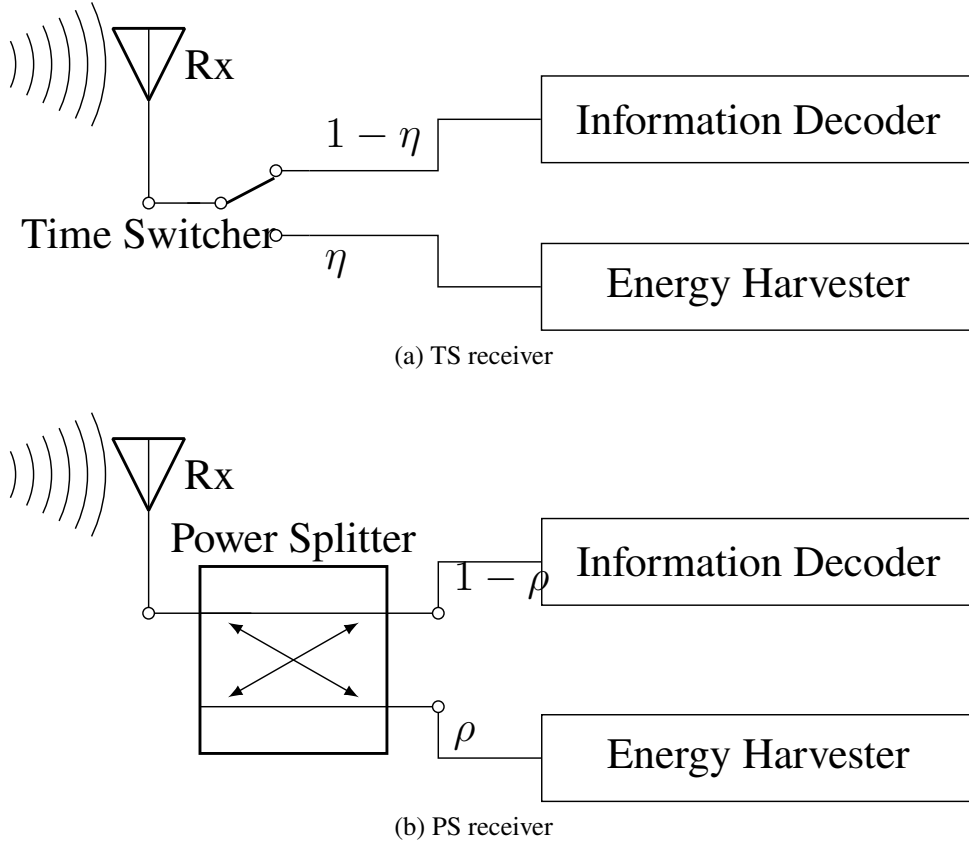 Rx
Information Decoder
1 − η
Time Switcher
η
Energy Harvester
(a) TS receiver
Rx
Power Splitter
Information Decoder
1 − ρ
ρ
Energy Harvester
(b) PS receiver